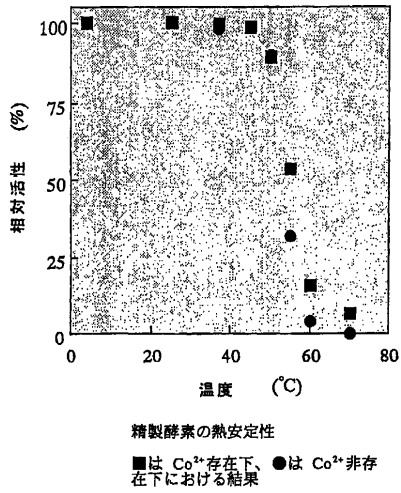 100
75
50
25
0
相対活性 (%)
0 20 40 60 80
温度 (℃)
精製酵素の熱安定性
■は Co²⁺存在下、●は Co²⁺非存
在下における結果